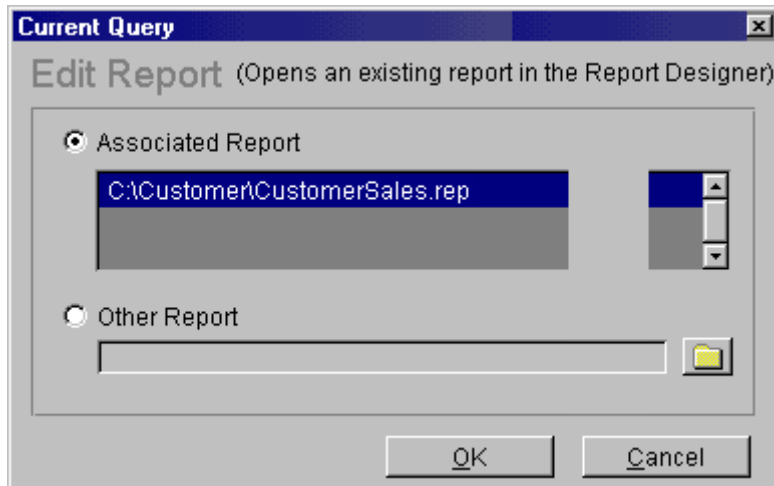 Current Query
Edit Report (Opens an existing report in the Report Designer)
Associated Report
C:\Customer\CustomerSales.rep
Other Report
OK Cancel